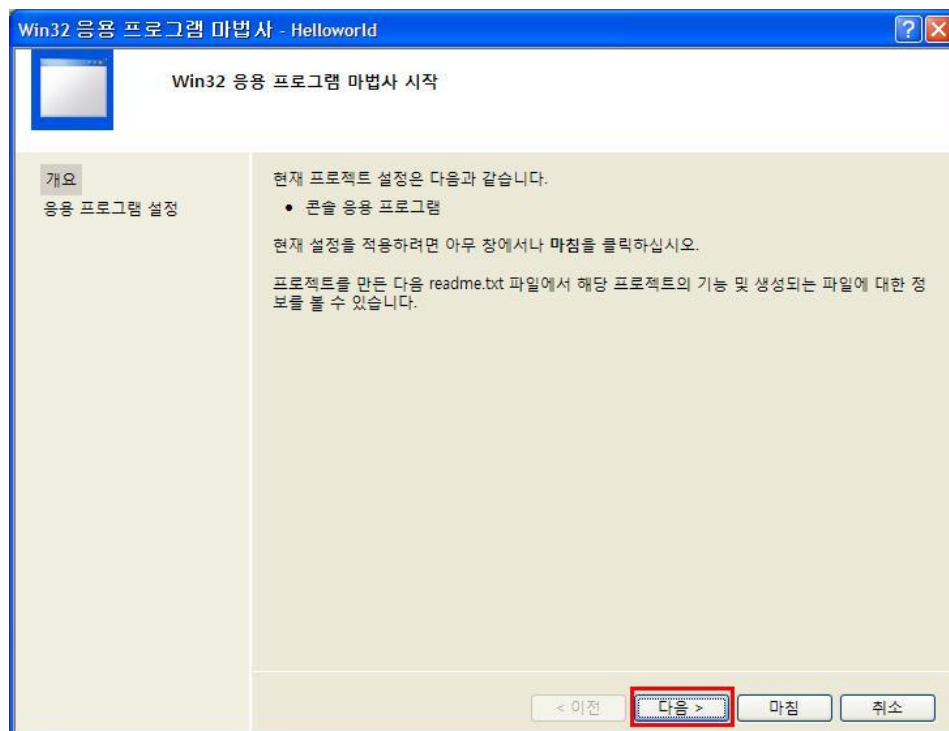 Win32 응용 프로그램 마법사 - Helloworld
Win32 응용 프로그램 마법사 시작
개요
응용 프로그램 설정
현재 프로젝트 설정은 다음과 같습니다.
• 콘솔 응용 프로그램
현재 설정을 적용하려면 아무 창에서나 마침을 클릭하십시오.
프로젝트를 만든 다음 readme.txt 파일에서 해당 프로젝트의 기능 및 생성되는 파일에 대한 정
보를 볼 수 있습니다.
< 이전 다음 > 마침 취소